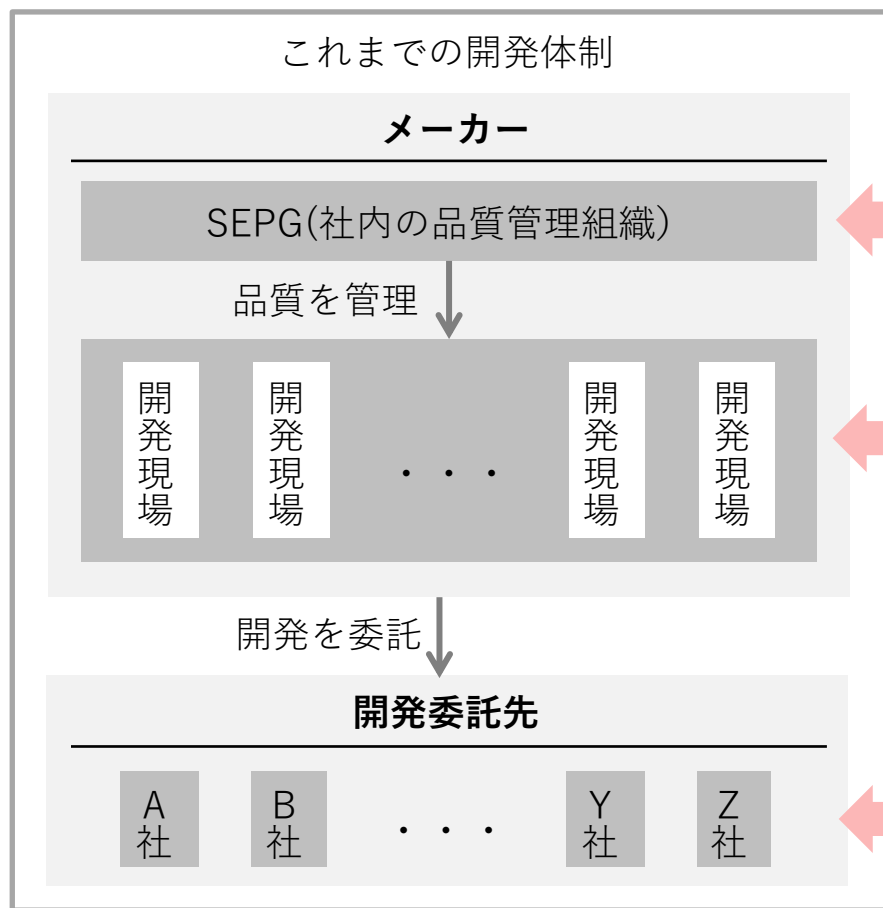 これまでの開発体制
メーカー
SEPG(社内の品質管理組織)
品質を管理
開発現場
開発現場
・・・
開発現場
開発現場
開発を委託
開発委託先
A社
B社
・・・
Y社
Z社